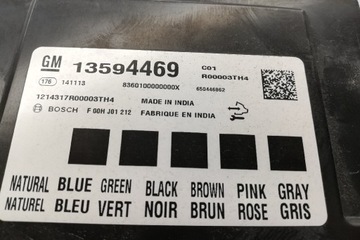 GM 13594469 C01
R00003TH4
176 141113 8360100000000X 650446962
1214317R00003TH4 MADE IN INDIA
BOSCH F 00H J01 212 FABRIQUE EN INDIA
NATURAL BLUE GREEN BLACK BROWN PINK GRAY
NATUREL BLEU VERT NOIR BRUN ROSE GRIS